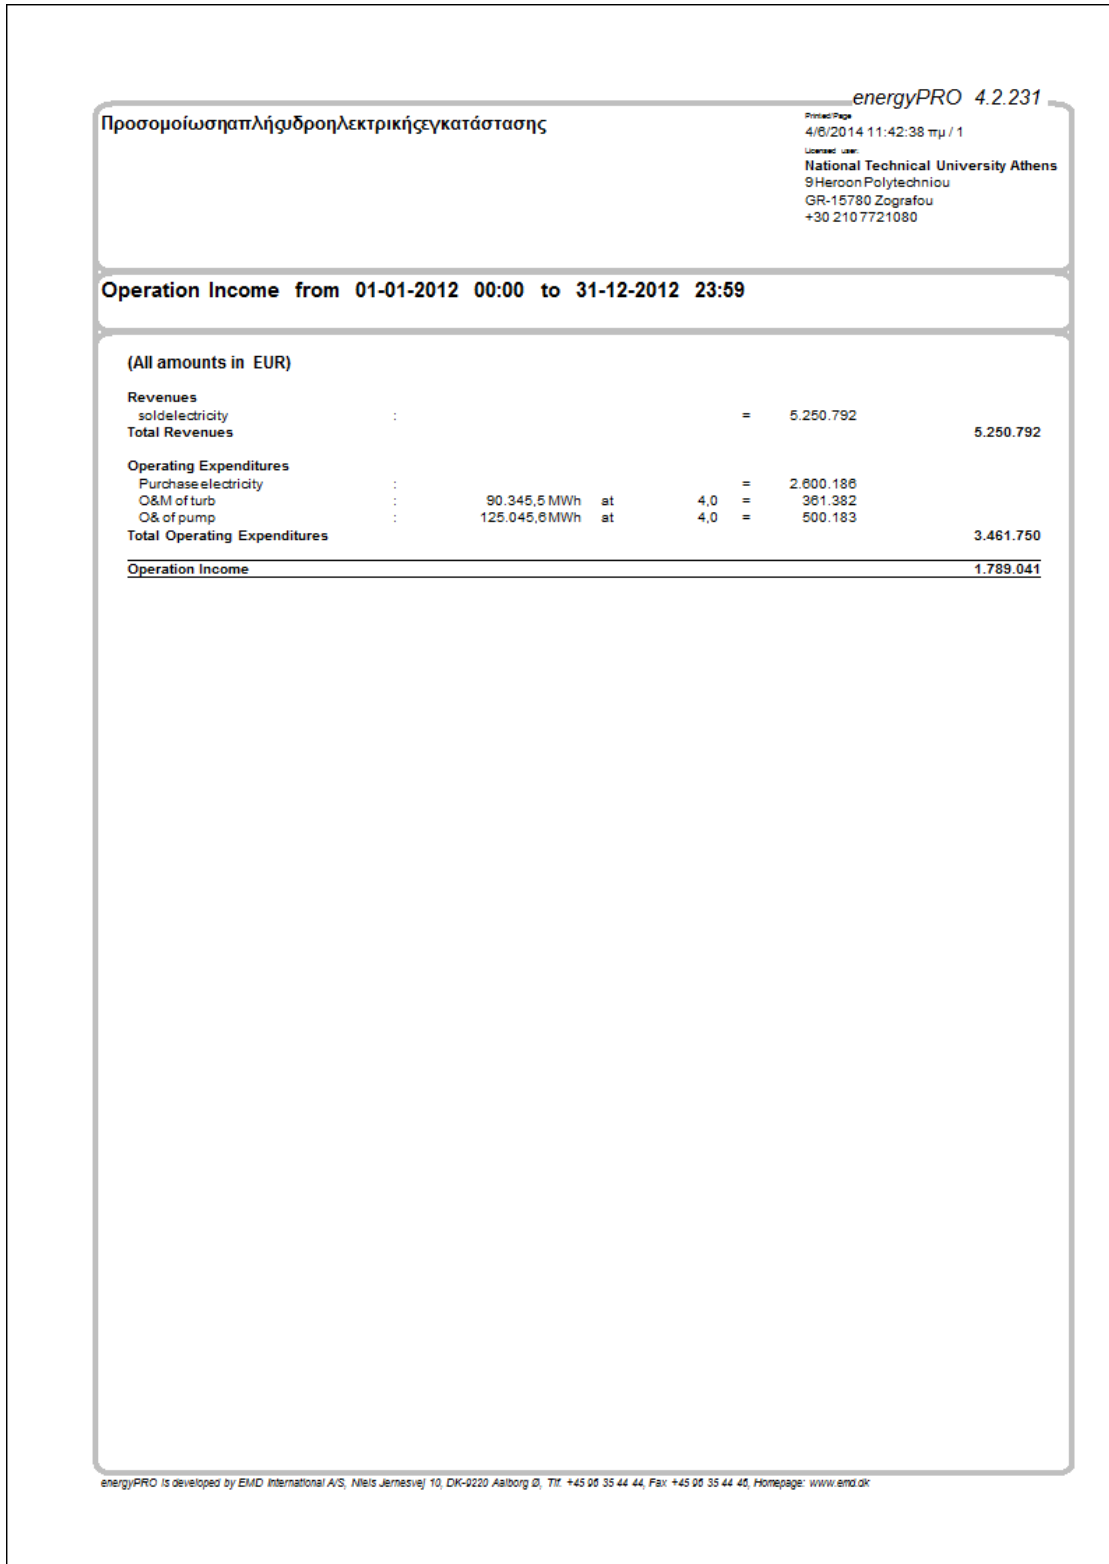 energyPRO 4.2.231
Προσομοίωσηαπλήςυδροηλεκτρικήςεγκατάστασης
Printed/Page
4/6/2014 11:42:38 πμ / 1
Licensed user:
National Technical University Athens
9 Heroon Polytechniou
GR-15780 Zografou
+30 210 7721080
Operation Income from 01-01-2012 00:00 to 31-12-2012 23:59
(All amounts in EUR)
Revenues
soldelectricity : = 5.250.792
Total Revenues 5.250.792
Operating Expenditures
Purchase electricity : = 2.600.186
O&M of turb : 90.345,5 MWh at 4,0 = 361.382
O& of pump : 125.045,6 MWh at 4,0 = 500.183
Total Operating Expenditures 3.461.750
Operation Income 1.789.041
energyPRO is developed by EMD International A/S, Niels Jernesvej 10, DK-9220 Aalborg Ø, Tlf. +45 96 35 44 44, Fax +45 96 35 44 46, Homepage: www.emd.dk